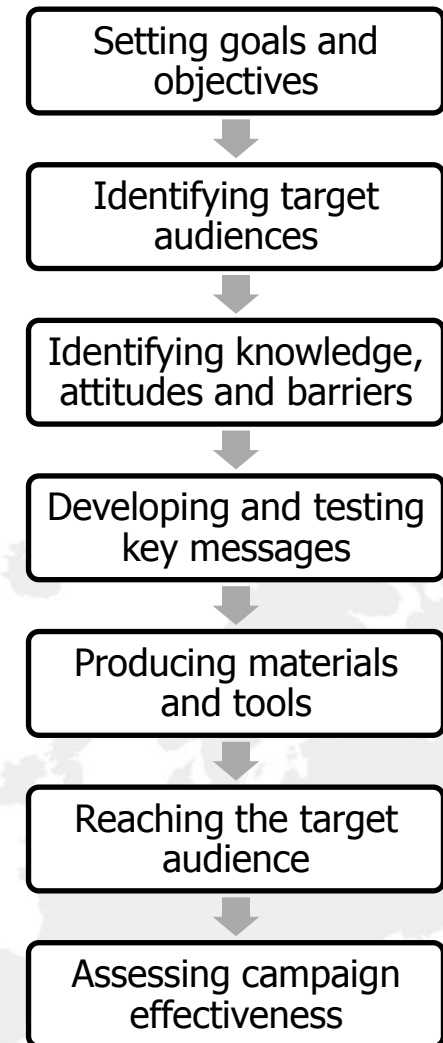 Setting goals and
objectives
Identifying target
audiences
Identifying knowledge,
attitudes and barriers
Developing and testing
key messages
Producing materials
and tools
Reaching the target
audience
Assessing campaign
effectiveness